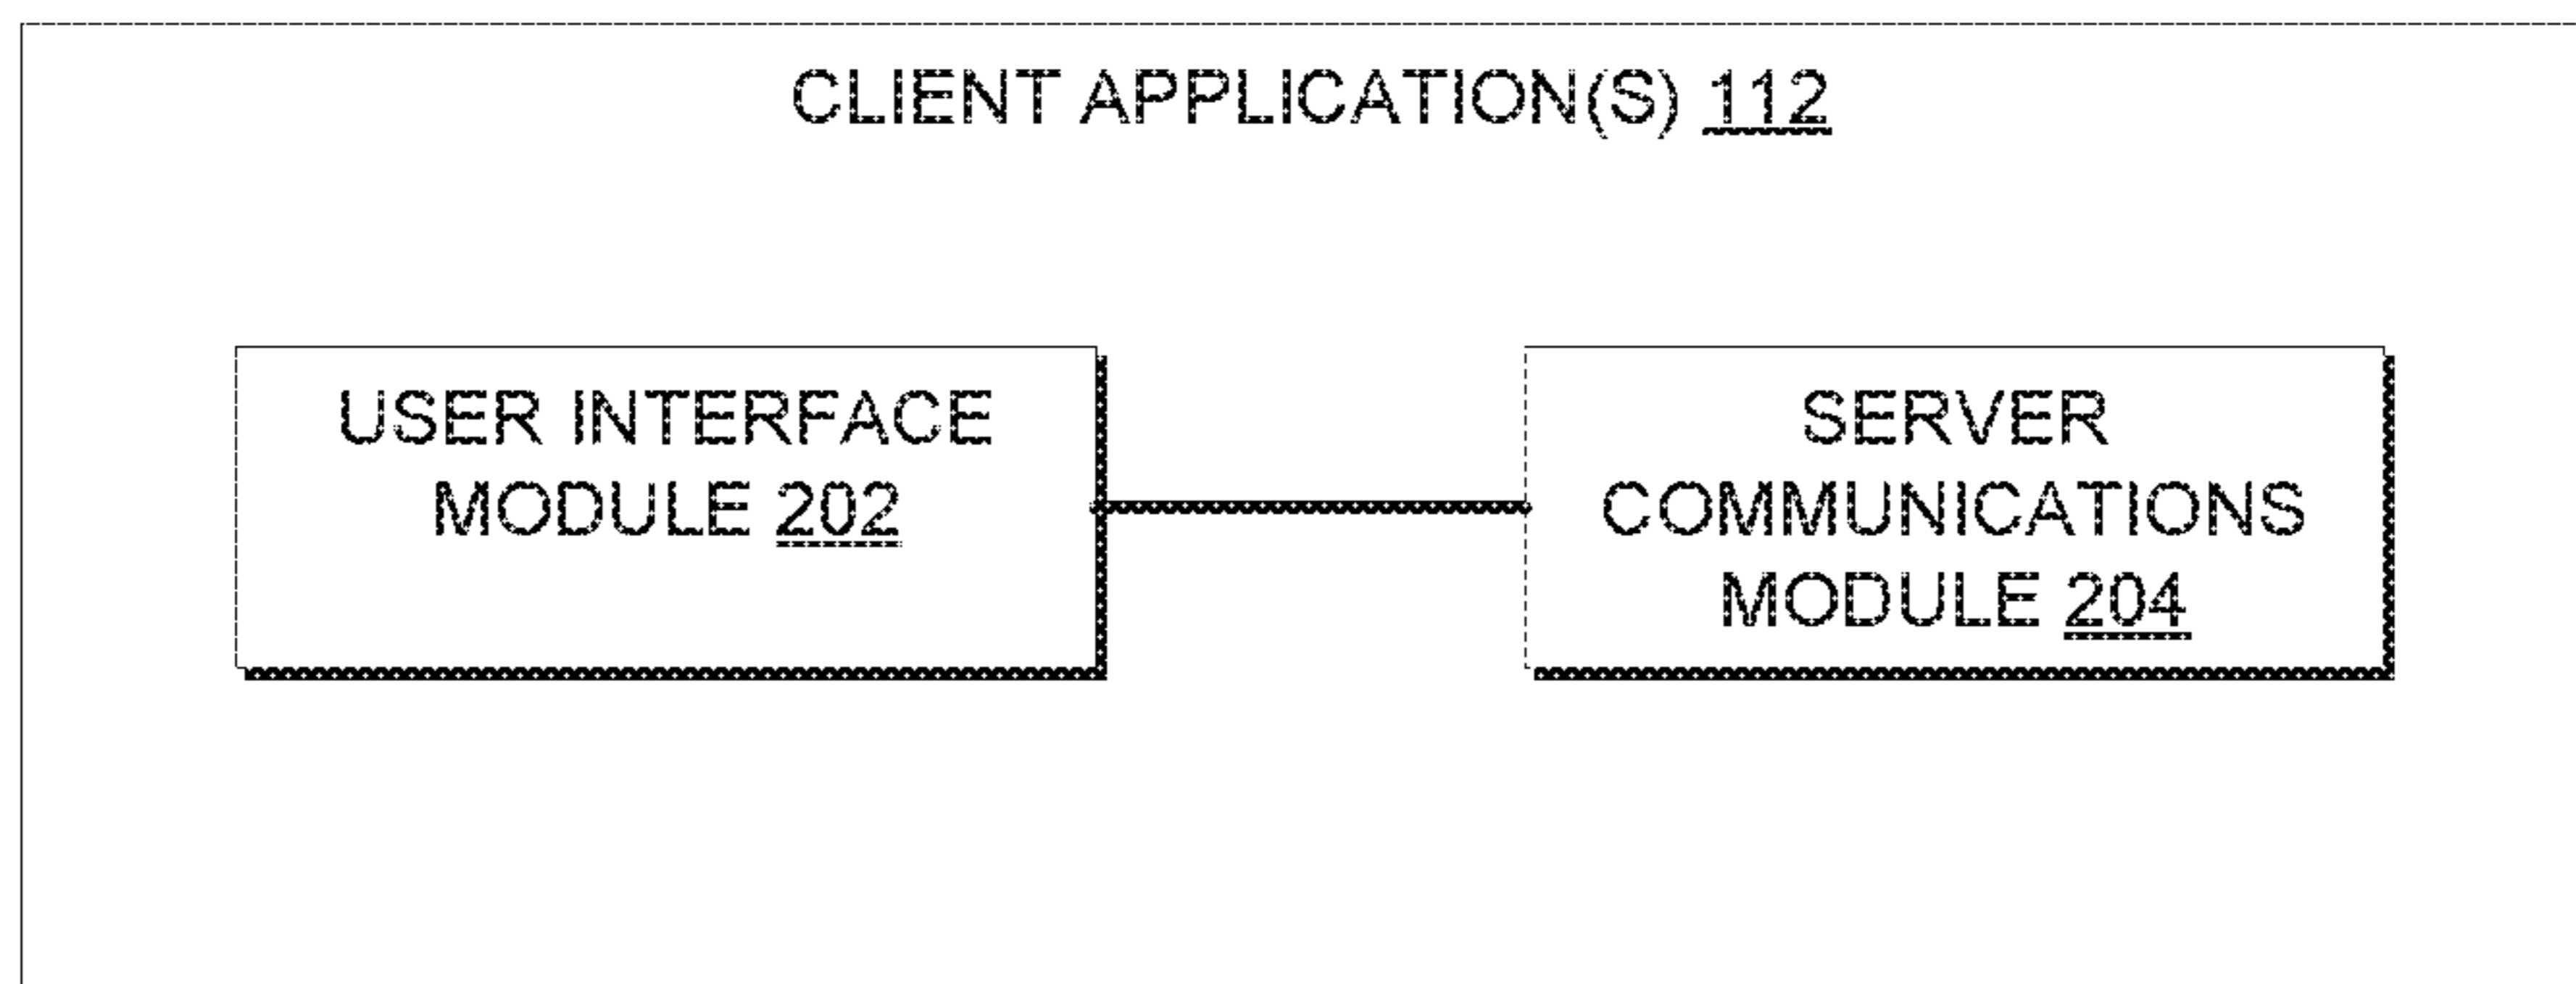 CLIENT APPLICATION(S) 112
USER INTERFACE
MODULE 202
SERVER
COMMUNICATIONS
MODULE 204